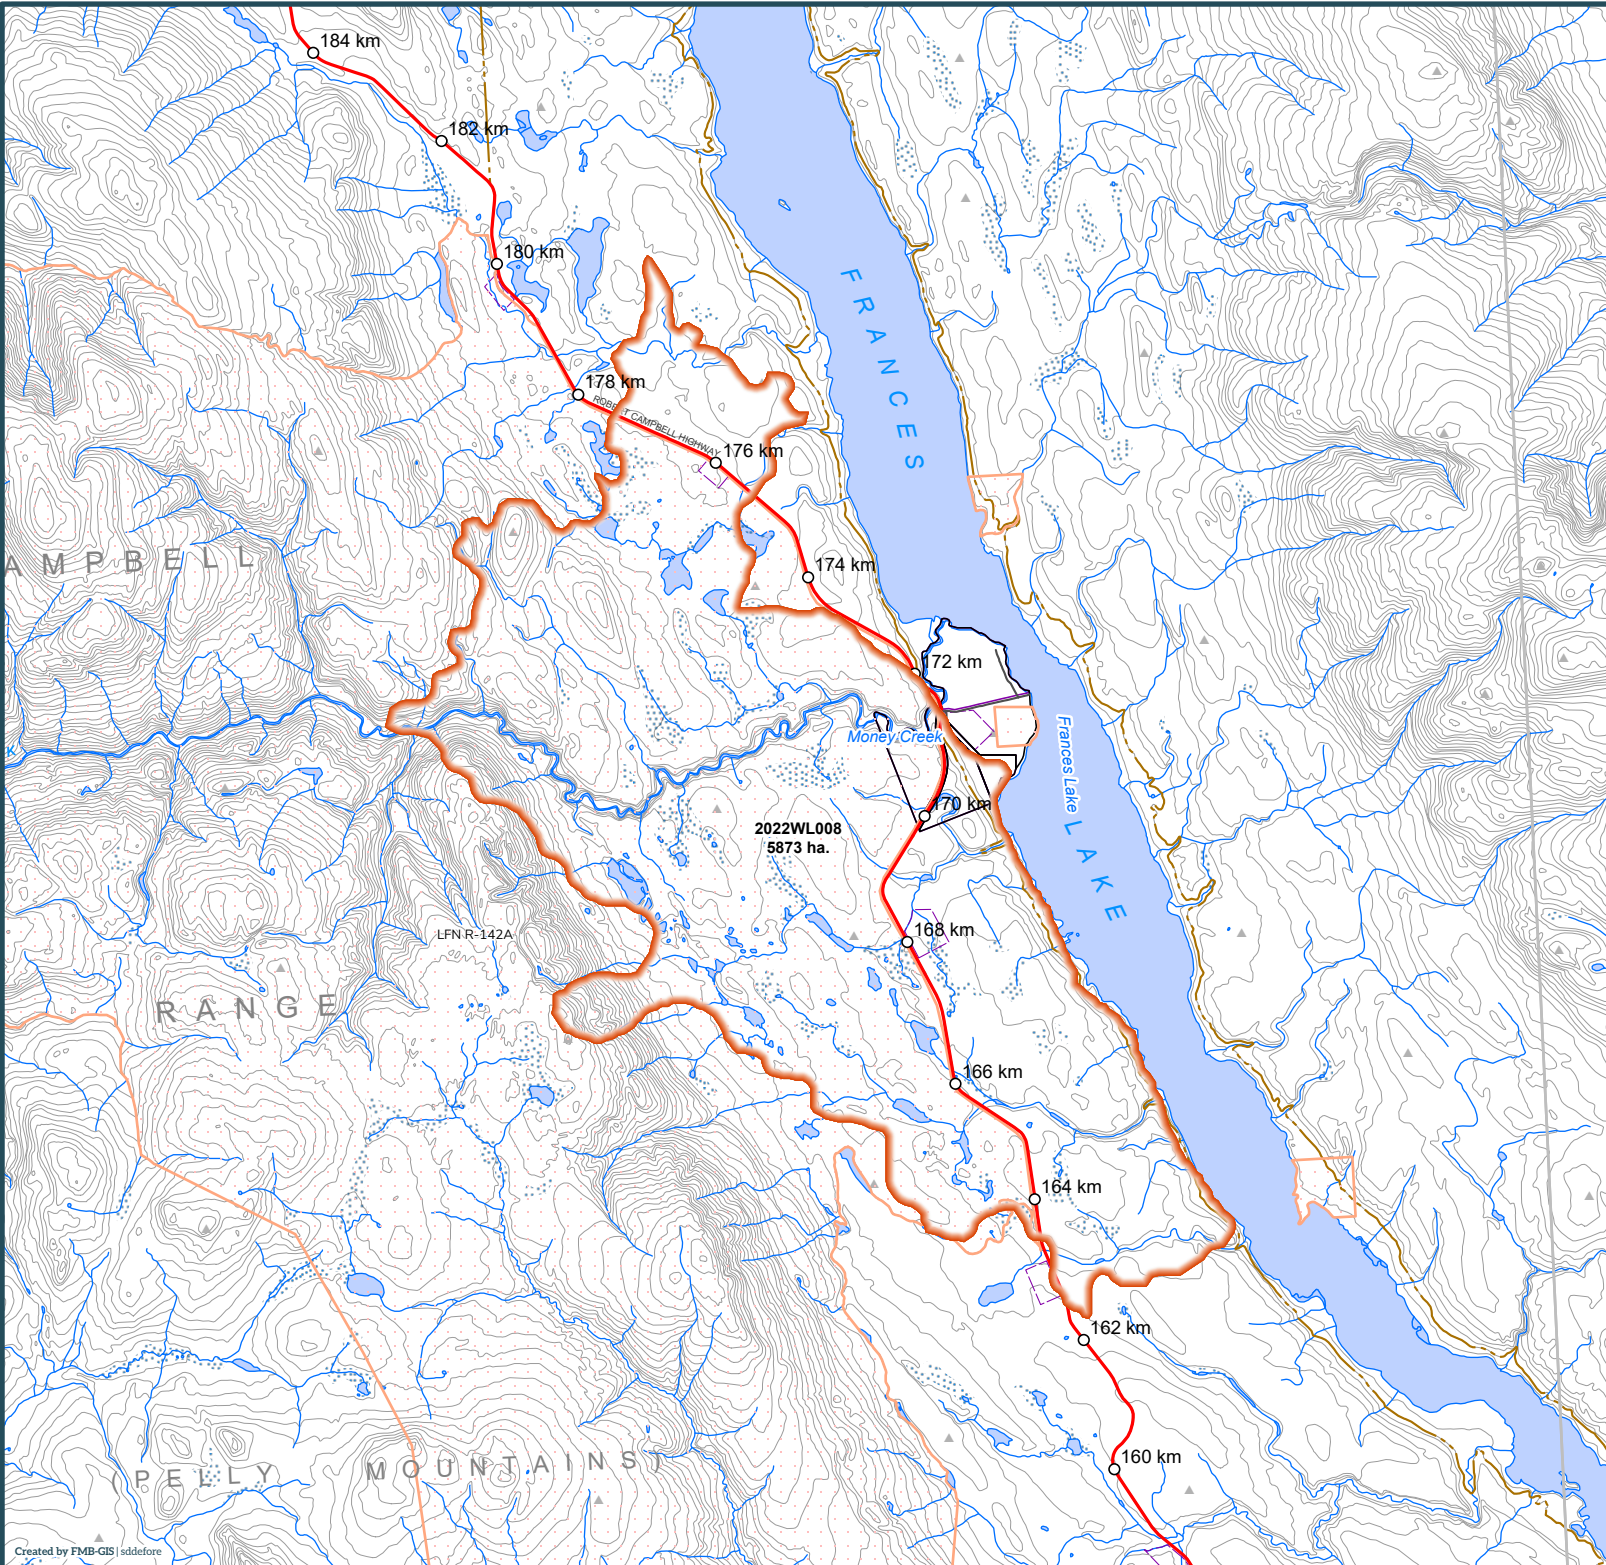 184 km
182 km
180 km
FRANCES
178 km
ROBERT CAMPBELL HIGHWAY
176 km
AMPBELL
174 km
172 km
Money Creek
K
Frances Lake
170 km
2022WL008
5873 ha.
LAKE
LFN R-142A
168 km
RANGE
166 km
164 km
162 km
(PELLY MOUNTAINS)
160 km
Created by FMB-GIS | sddefore